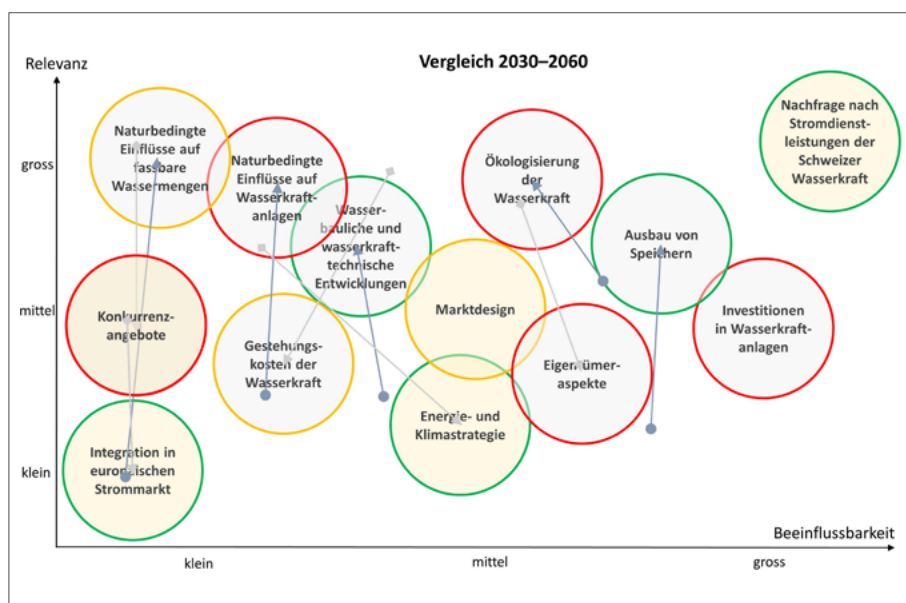 Vergleich 2030–2060
Relevanz
gross
mittel
klein
Naturbedingte
Einflüsse auf
fassbare
Wassermengen
Naturbedingte
Einflüsse auf
Wasserkraft-
anlagen
Wasser-
bauliche und
wasserkraft-
technische
Entwicklungen
Ökologisierung
der
Wasserkraft
Ausbau von
Speichern
Nachfrage nach
Stromdienst-
leistungen der
Schweizer
Wasserkraft
Konkurrenz-
angebote
Gestehungs-
kosten der
Wasserkraft
Marktdesign
Eigentümer-
aspekte
Investitionen
in Wasserkraft-
anlagen
Integration in
europäischen
Strommarkt
Energie- und
Klimastrategie
Beeinflussbarkeit
klein
mittel
gross